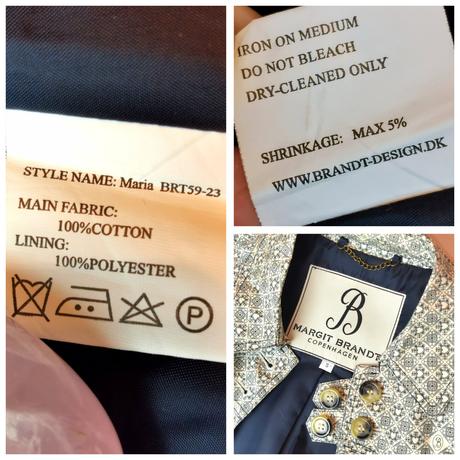 STYLE NAME: Maria BRT59-23
MAIN FABRIC:
100%COTTON
LINING:
100%POLYESTER
P
IRON ON MEDIUM
DO NOT BLEACH
DRY-CLEANED ONLY
SHRINKAGE: MAX 5%
WWW.BRANDT-DESIGN.DK
B
MARGIT BRANDT
COPENHAGEN
S